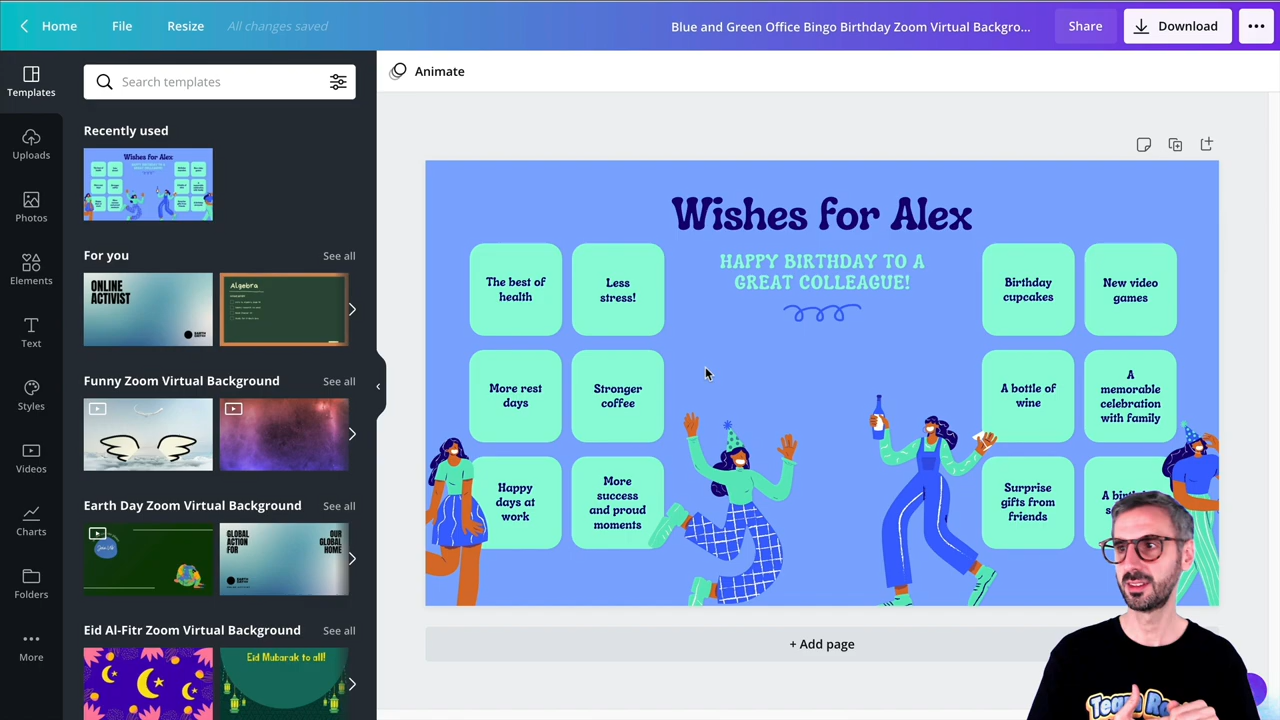 Home
File
Resize
All changes saved
Blue and Green Office Bingo Birthday Zoom Virtual Backgro...
Share
Download
Templates
Uploads
Photos
Elements
Text
Styles
Videos
Charts
Folders
More
Search templates
Recently used
Wishes for Alex
For you
See all
ONLINE
ACTIVIST
Algebra
Funny Zoom Virtual Background
See all
Earth Day Zoom Virtual Background
See all
GLOBAL
ACTION
FOR
OUR
GLOBAL
HOME
Eid Al-Fitr Zoom Virtual Background
See all
Eid Mubarak to all!
Animate
Wishes for Alex
HAPPY BIRTHDAY TO A
GREAT COLLEAGUE!
The best of
health
Less
stress!
Birthday
cupcakes
New video
games
More rest
days
Stronger
coffee
A bottle of
wine
A
memorable
celebration
with family
Happy
days at
work
More
success
and proud
moments
Surprise
gifts from
friends
+ Add page